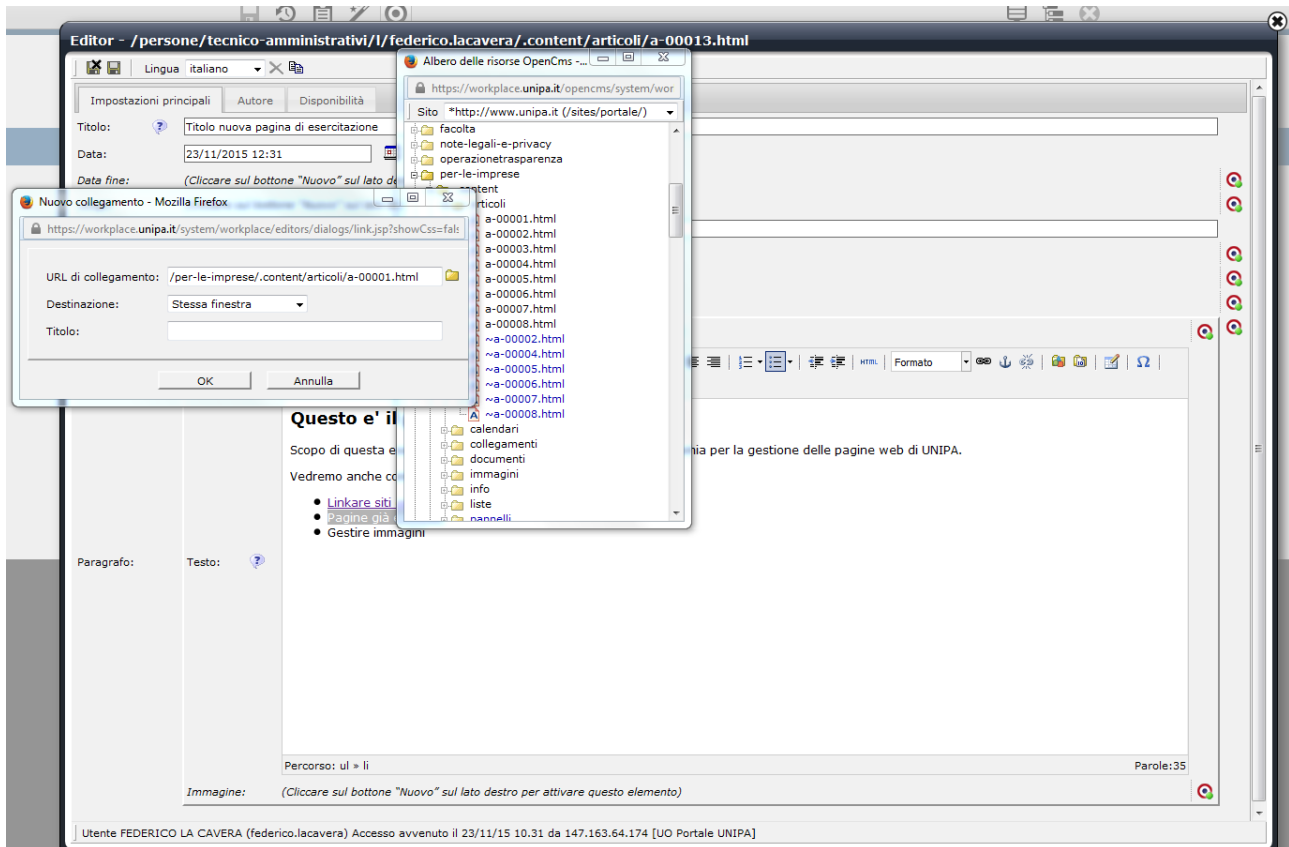 Editor - /persone/tecnico-amministrativi/l/federico.lacavera/.content/articoli/a-00013.html
Lingua italiano
Impostazioni principali Autore Disponibilità
Titolo: Titolo nuova pagina di esercitazione
Data: 23/11/2015 12:31
Data fine: (Cliccare sul bottone "Nuovo" sul lato
Albero delle risorse OpenCms -...
https://workplace.unipa.it/opencms/system/wor
Sito *http://www.unipa.it (/sites/portale/)
facolta
note-legali-e-privacy
operazionetrasparenza
per-le-imprese
content
articoli
a-00001.html
a-00002.html
a-00003.html
a-00004.html
a-00005.html
a-00006.html
a-00007.html
a-00008.html
~a-00002.html
~a-00004.html
~a-00005.html
~a-00006.html
~a-00007.html
~a-00008.html
calendari
collegamenti
documenti
immagini
info
liste
pannelli
Nuovo collegamento - Mozilla Firefox
https://workplace.unipa.it/system/workplace/editors/dialogs/link.jsp?showCss=fals
URL di collegamento: /per-le-imprese/.content/articoli/a-00001.html
Destinazione: Stessa finestra
Titolo:
OK Annulla
HTML Formato
Questo e' il
Scopo di questa e nia per la gestione delle pagine web di UNIPA.
Vedremo anche co
Linkare siti
Pagine già
Gestire immagini
Paragrafo: Testo:
Percorso: ul » li Parole:35
Immagine: (Cliccare sul bottone "Nuovo" sul lato destro per attivare questo elemento)
Utente FEDERICO LA CAVERA (federico.lacavera) Accesso avvenuto il 23/11/15 10.31 da 147.163.64.174 [UO Portale UNIPA]